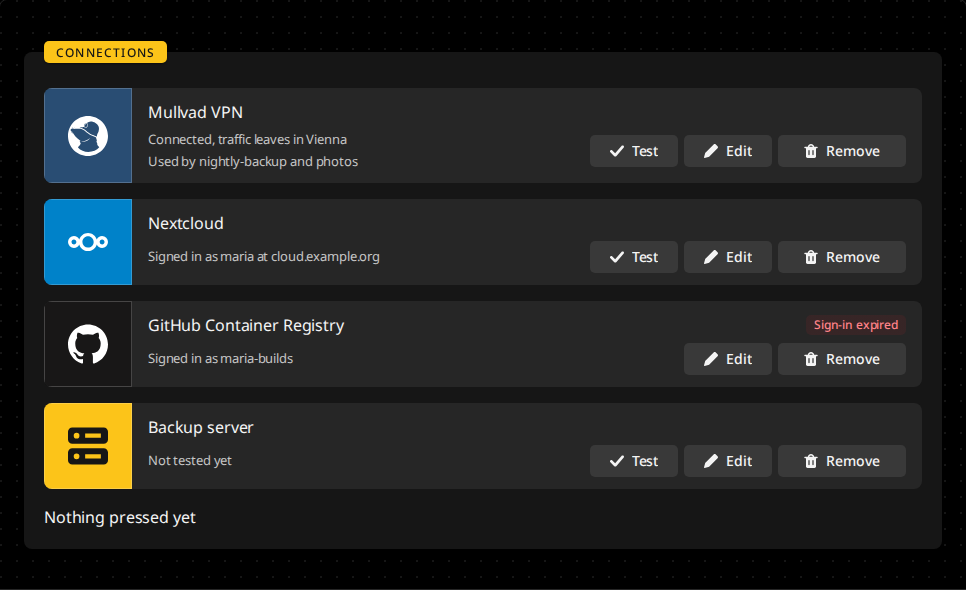 CONNECTIONS
Mullvad VPN
Connected, traffic leaves in Vienna
Used by nightly-backup and photos
Test
Edit
Remove
Nextcloud
Signed in as maria at cloud.example.org
Test
Edit
Remove
GitHub Container Registry
Sign-in expired
Signed in as maria-builds
Edit
Remove
Backup server
Not tested yet
Test
Edit
Remove
Nothing pressed yet